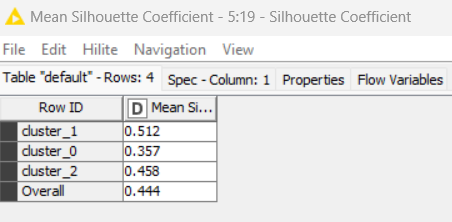 Mean Silhouette Coefficient - 5:19 - Silhouette Coefficient
File Edit Hilite Navigation View
Table "default" - Rows: 4 Spec - Column: 1 Properties Flow Variables
Row ID D Mean Si...
cluster_1 0.512
cluster_0 0.357
cluster_2 0.458
Overall 0.444